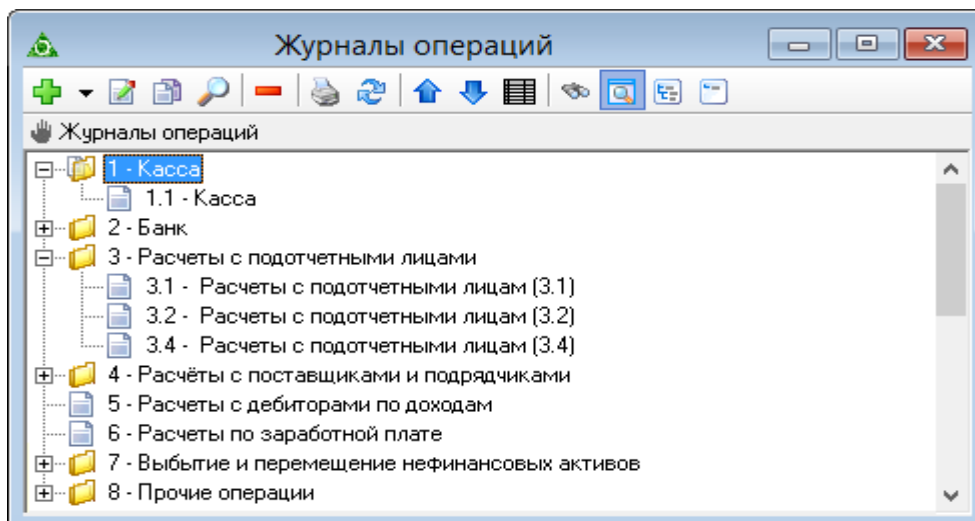 Журналы операций
Журналы операций
1 - Касса
1.1 - Касса
2 - Банк
3 - Расчеты с подотчетными лицами
3.1 - Расчеты с подотчетными лицам (3.1)
3.2 - Расчеты с подотчетными лицам (3.2)
3.4 - Расчеты с подотчетными лицам (3.4)
4 - Расчёты с поставщиками и подрядчиками
5 - Расчеты с дебиторами по доходам
6 - Расчеты по заработной плате
7 - Выбытие и перемещение нефинансовых активов
8 - Прочие операции